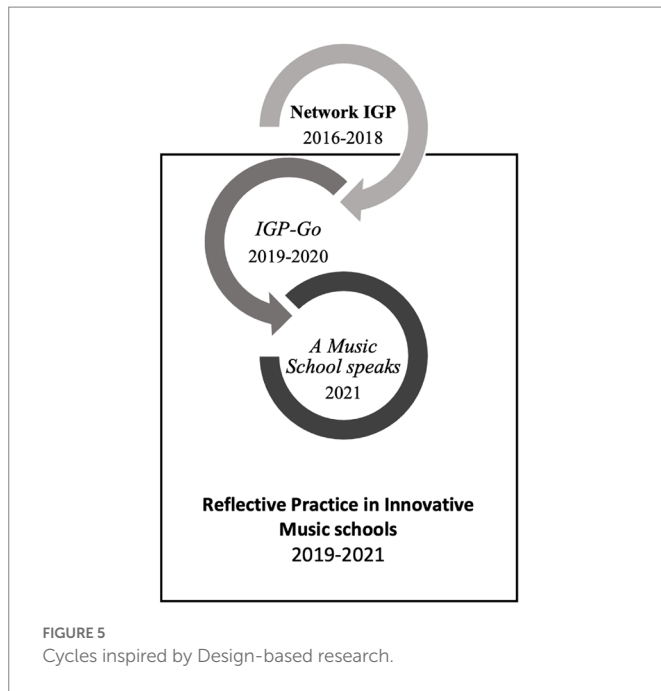 Network IGP
2016-2018
IGP-Go
2019-2020
A Music
School speaks
2021
Reflective Practice in Innovative
Music schools
2019-2021
FIGURE 5
Cycles inspired by Design-based research.